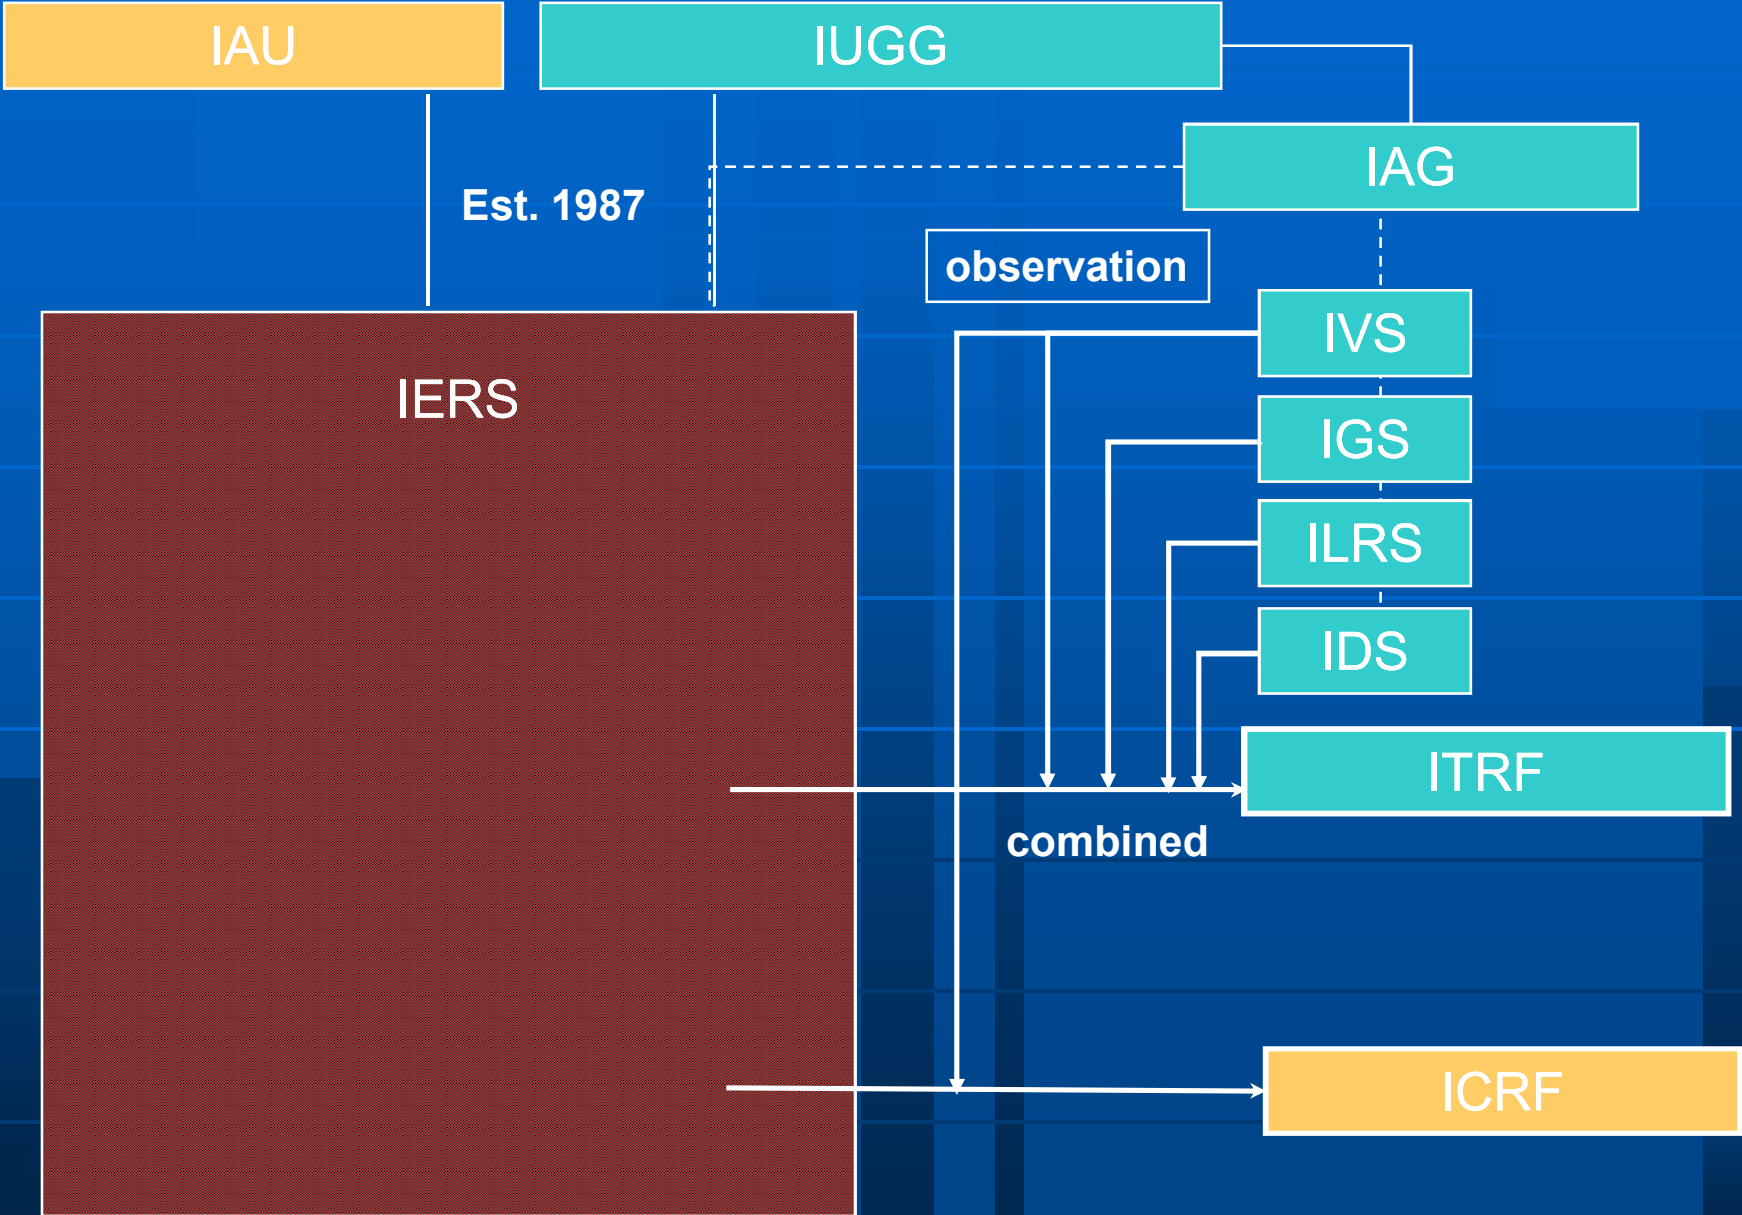 IAU
IUGG
IAG
Est. 1987
observation
IVS
IERS
IGS
ILRS
IDS
ITRF
combined
ICRF